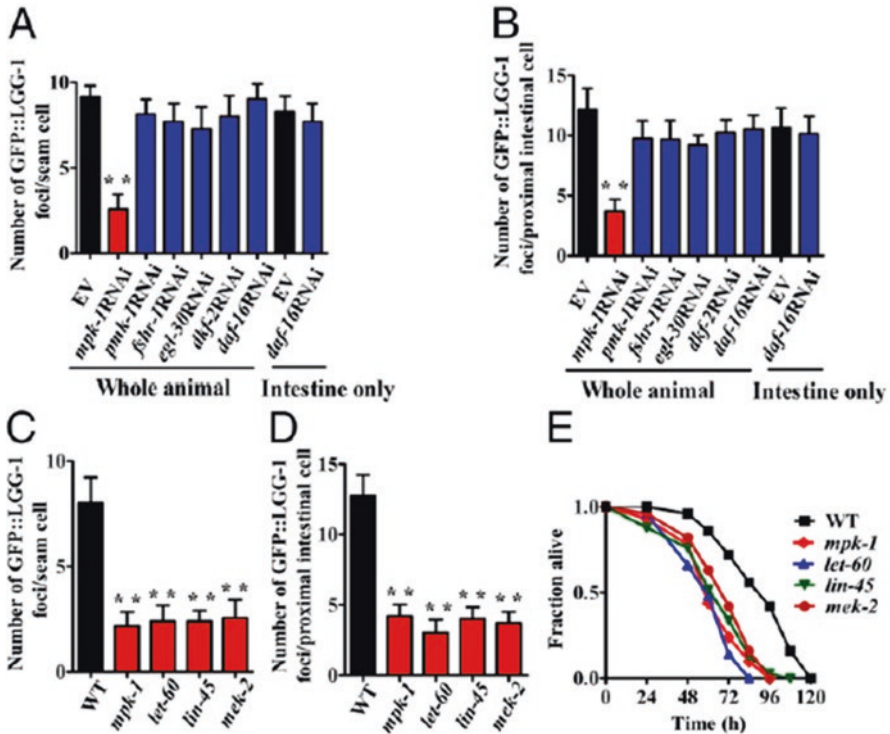 A
Number of GFP::LGG-1
foci/seam cell
10
5
0
EV
mpk-1RNAi
pmk-1RNAi
fshr-1RNAi
egl-30RNAi
dkf-2RNAi
daf-16RNAi
EV
daf-16RNAi
Whole animal
Intestine only
B
Number of GFP::LGG-1
foci/proximal intestinal cell
15
10
5
0
EV
mpk-1RNAi
pmk-1RNAi
fshr-1RNAi
egl-30RNAi
dkf-2RNAi
daf-16RNAi
EV
daf-16RNAi
Whole animal
Intestine only
C
Number of GFP::LGG-1
foci/seam cell
10
5
0
WT
mpk-1
let-60
lin-45
mek-2
D
Number of GFP::LGG-1
foci/proximal intestinal cell
15
10
5
0
WT
mpk-1
let-60
lin-45
mek-2
E
Fraction alive
1.0
0.5
0.0
0 24 48 72 96 120
Time (h)
WT
mpk-1
let-60
lin-45
mek-2